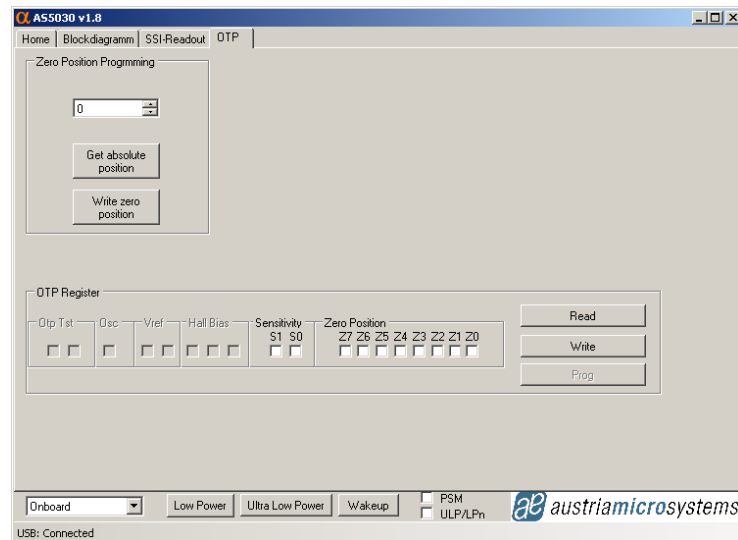 AS5030 v1.8
Home Blockdiagramm SSI-Readout OTP
Zero Position Progrmming
0
Get absolute
position
Write zero
position
OTP Register
Otp Tst Osc Vref Hall Bias Sensitivity Zero Position
S1 S0 Z7 Z6 Z5 Z4 Z3 Z2 Z1 Z0
Read
Write
Prog
Onboard Low Power Ultra Low Power Wakeup
PSM
ULP/LPn
austriamicrosystems
USB: Connected